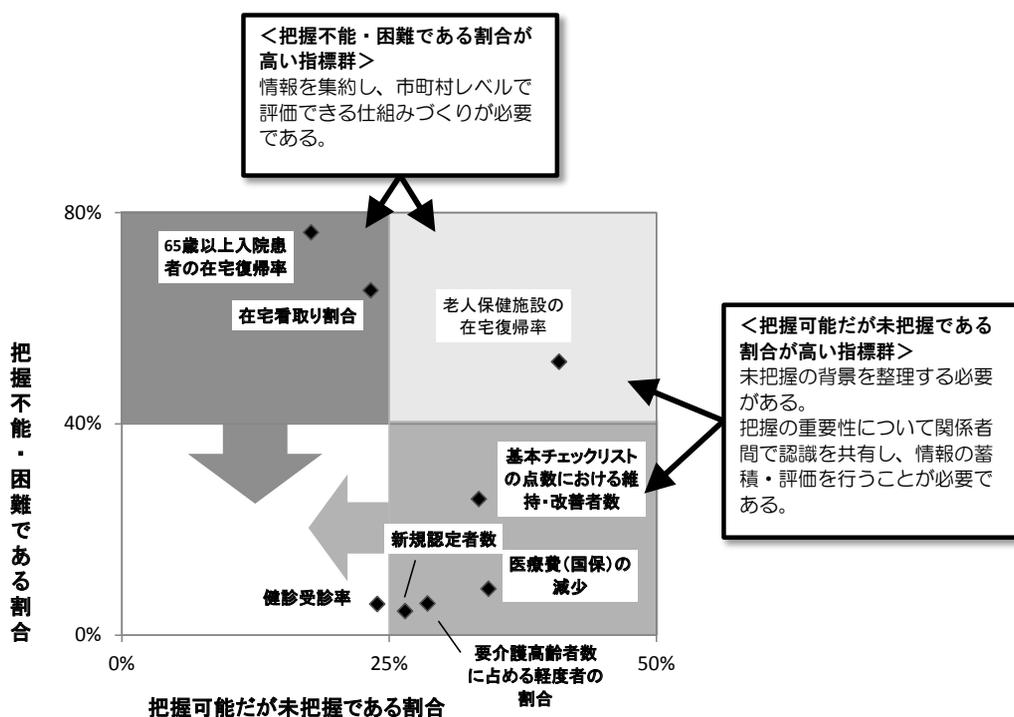 ＜把握不能・困難である割合が
高い指標群＞
情報を集約し、市町村レベルで
評価できる仕組みづくりが必要
である。
80%
65歳以上入院患
者の在宅復帰率
在宅看取り割合
老人保健施設の
在宅復帰率
＜把握可能だが未把握である
割合が高い指標群＞
未把握の背景を整理する必要
がある。
把握の重要性について関係者
間で認識を共有し、情報の蓄
積・評価を行うことが必要で
ある。
把握不能・困難である割合
40%
基本チェックリスト
の点数における維
持・改善者数
新規認定者数
医療費（国保）の
減少
健診受診率
0%
0%
25%
50%
要介護高齢者数
に占める軽度者の
割合
把握可能だが未把握である割合